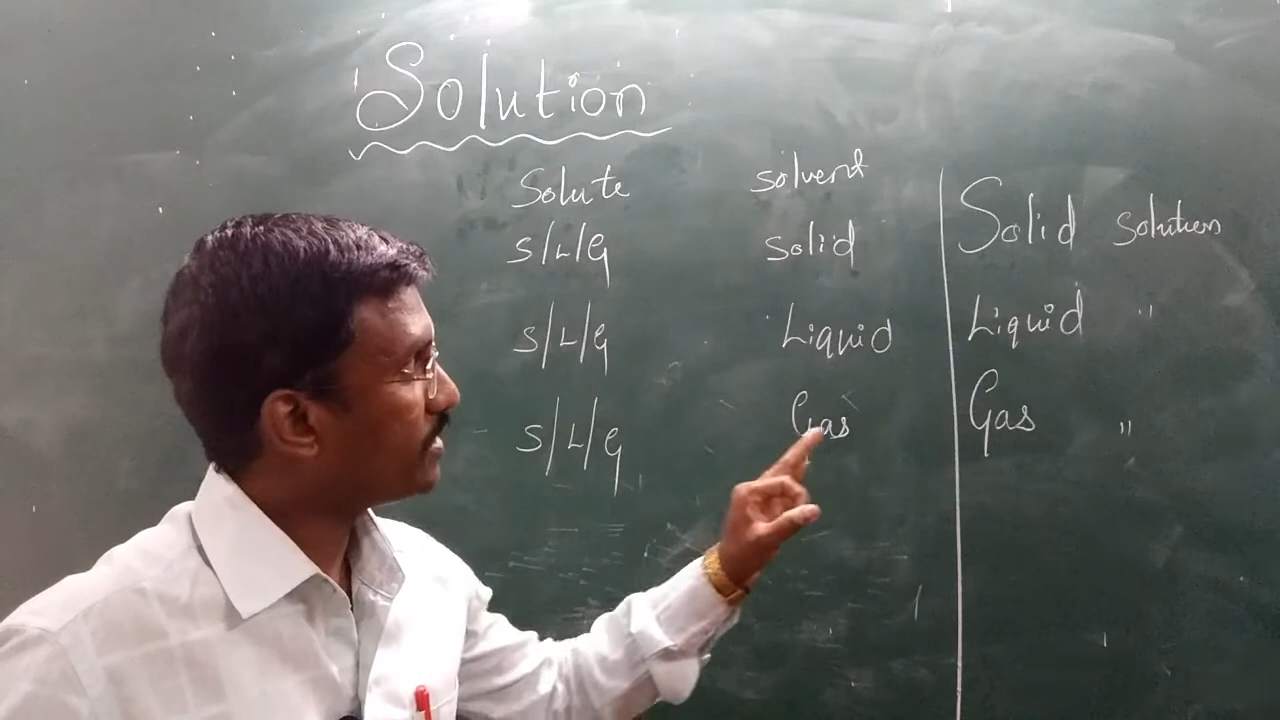 Solution
Solute solvent
S/L/G solid Solid solution
S/L/G Liquid Liquid "
S/L/G Gas Gas "